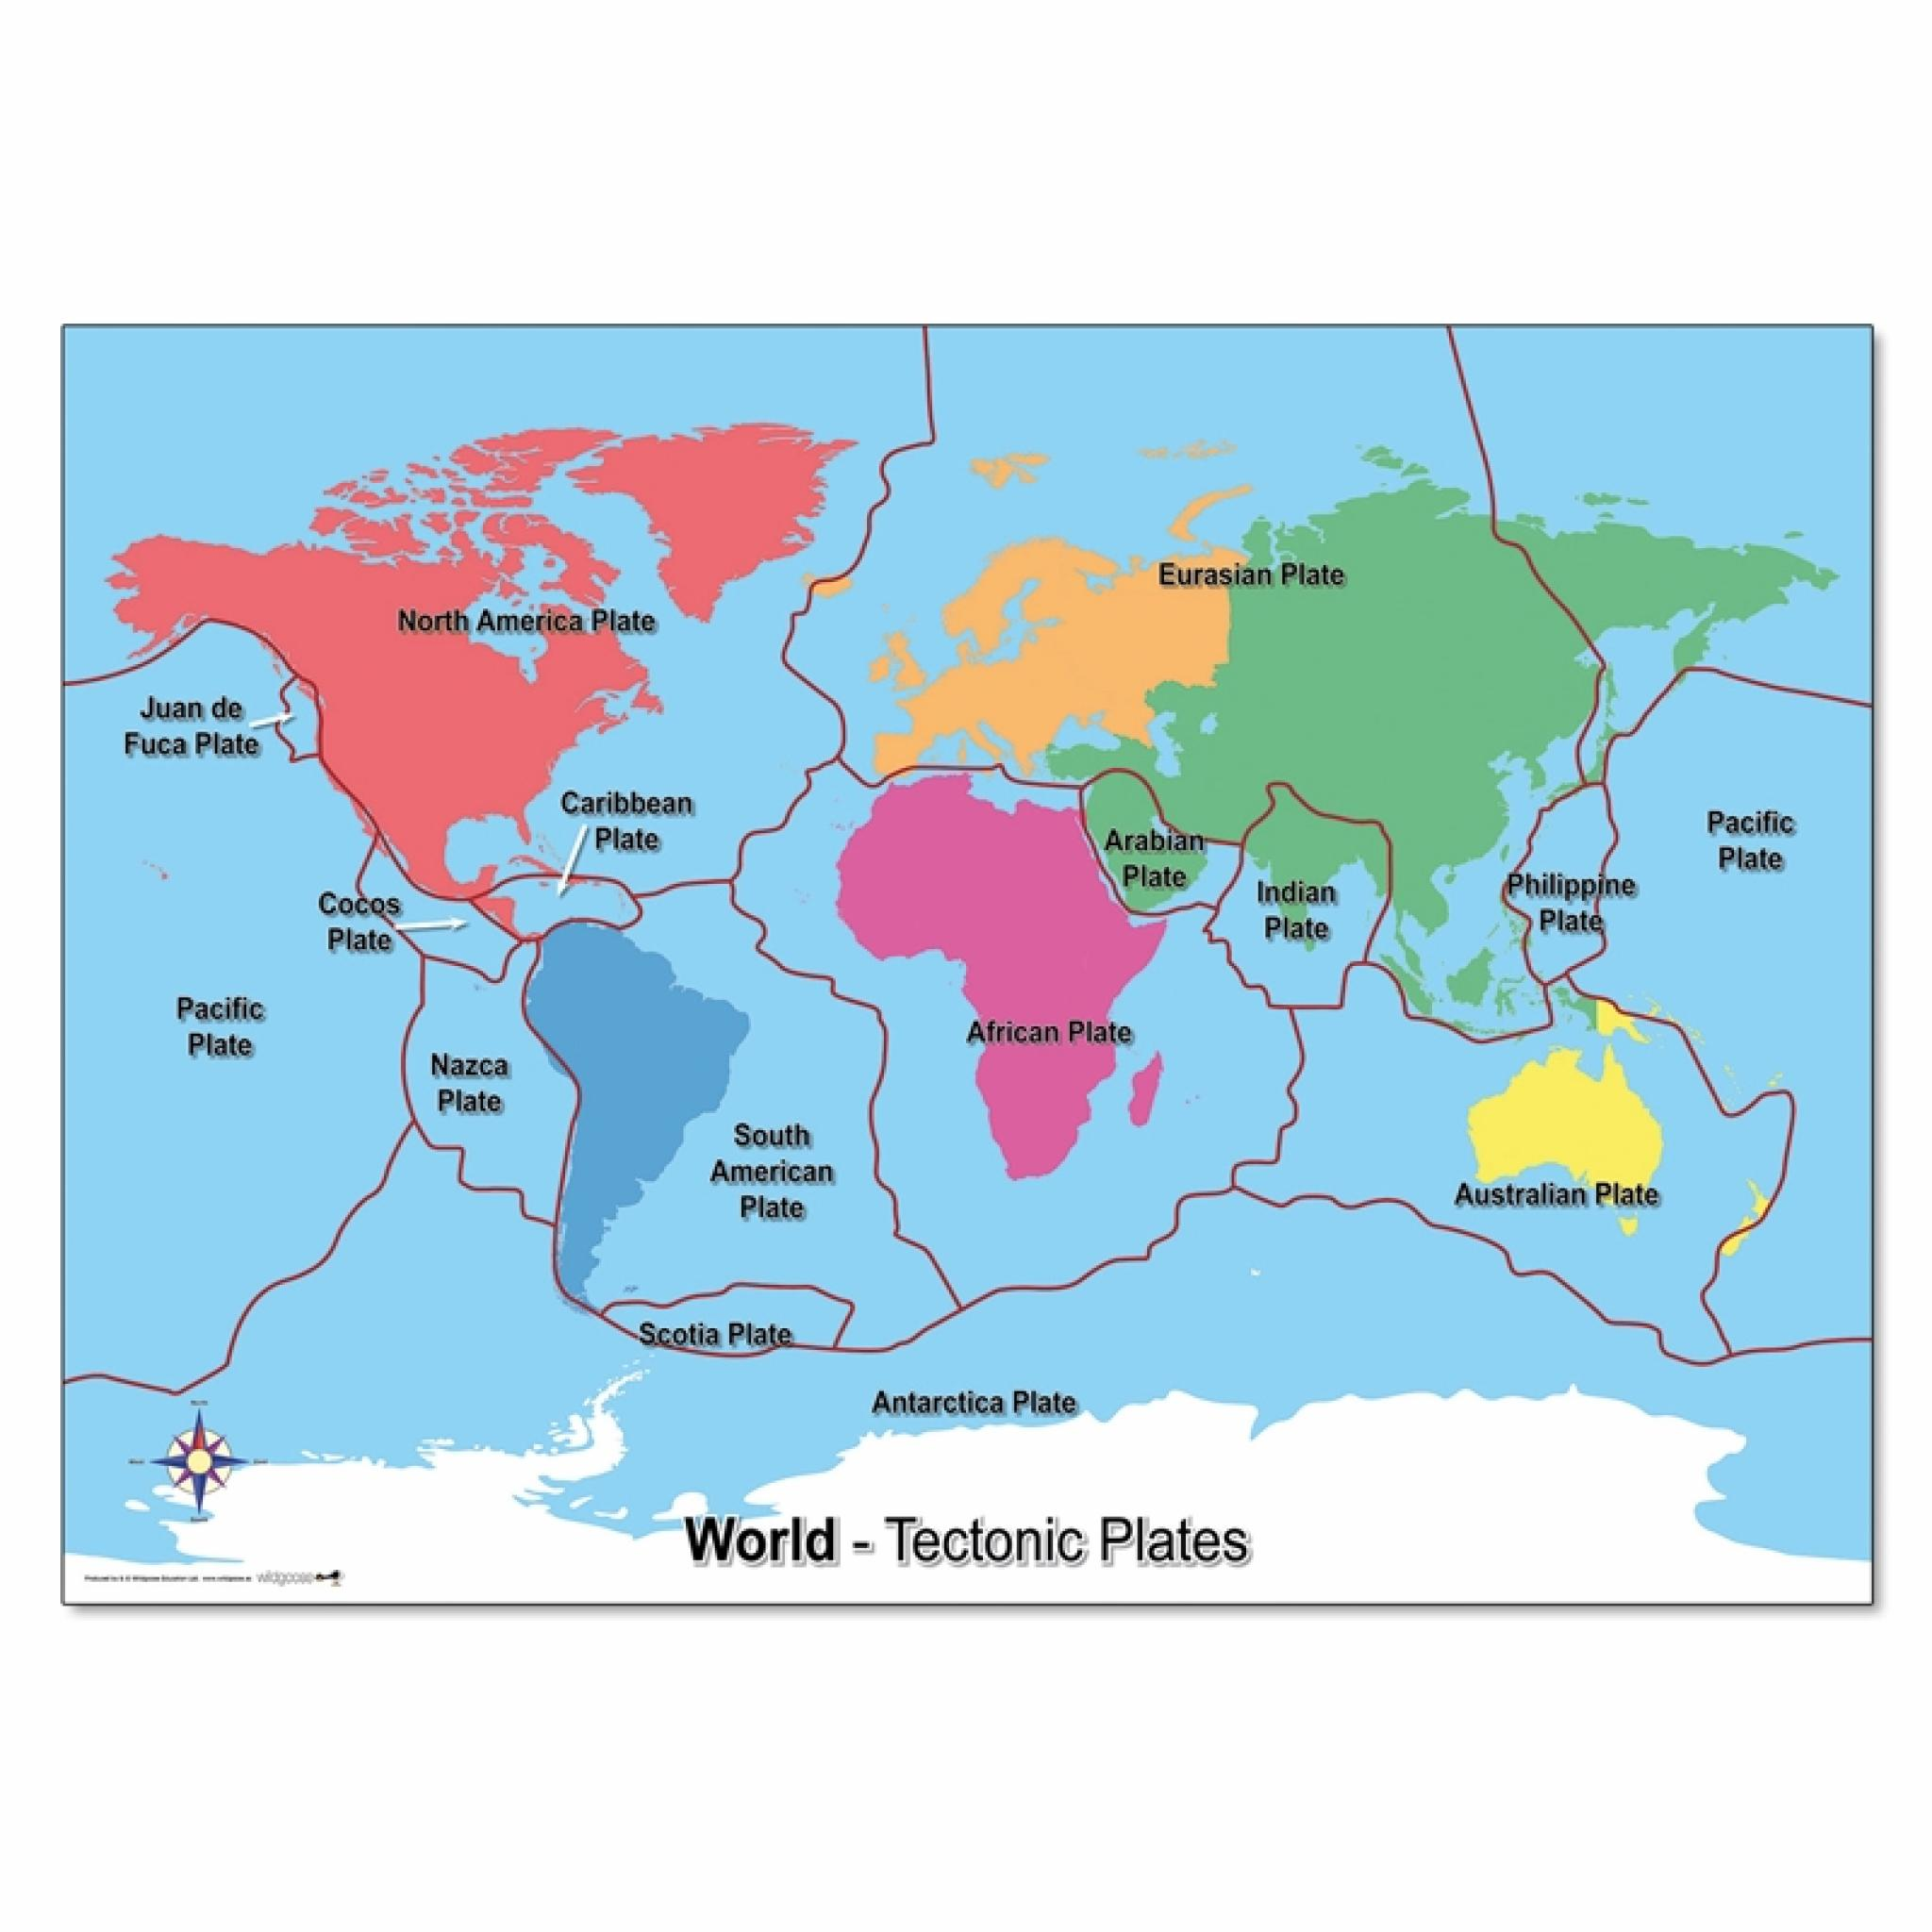 North America Plate
Eurasian Plate
Juan de
Fuca Plate
Caribbean
Plate
Arabian
Plate
Pacific
Plate
Cocos
Plate
Indian
Plate
Philippine
Plate
Pacific
Plate
African Plate
Nazca
Plate
South
American
Plate
Australian Plate
Scotia Plate
Antarctica Plate
World - Tectonic Plates
wildgoose